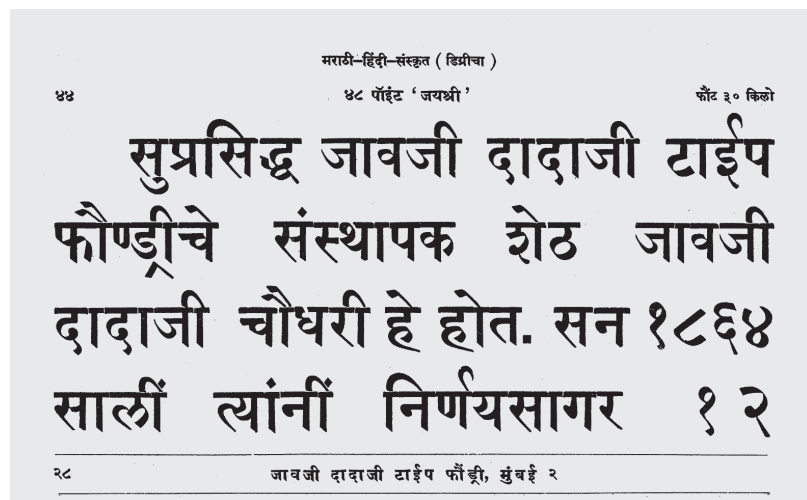 मराठी–हिंदी–संस्कृत ( डिग्रीचा )
४४ ४८ पॉइंट ‘जयश्री’ फौंट ३० किलो
सुप्रसिद्ध जावजी दादाजी टाईप
फौण्ड्रीचे संस्थापक शेठ जावजी
दादाजी चौधरी हे होत. सन १८६४
सालीं त्यांनीं निर्णयसागर १ २
२८ जावजी दादाजी टाईप फौंड्री, मुंबई २